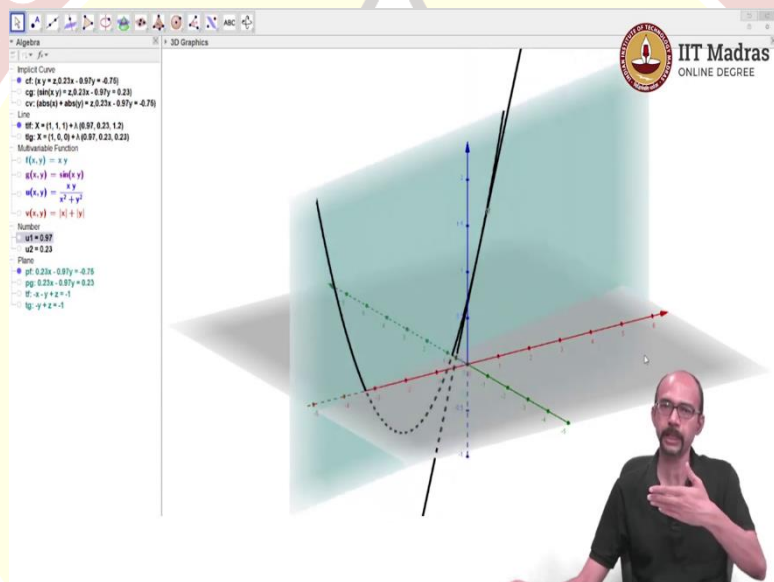 ABC
Algebra
3D Graphics
IIT Madras
ONLINE DEGREE
Implicit Curve
cf: (x y = z,0.23x - 0.97y = -0.75)
cg: (sin(x y) = z,0.23x - 0.97y = 0.23)
cv: (abs(x) + abs(y) = z,0.23x - 0.97y = -0.75)
Line
tlf: X = (1, 1, 1) + λ (0.97, 0.23, 1.2)
tlg: X = (1, 0, 0) + λ (0.97, 0.23, 0.23)
Multivariable Function
f(x, y) = x y
g(x, y) = sin(x y)
u(x, y) = x y / x² + y²
v(x, y) = |x| + |y|
Number
u1 = 0.97
u2 = 0.23
Plane
pf: 0.23x - 0.97y = -0.75
pg: 0.23x - 0.97y = 0.23
tf: -x - y + z = -1
tg: -y + z = -1